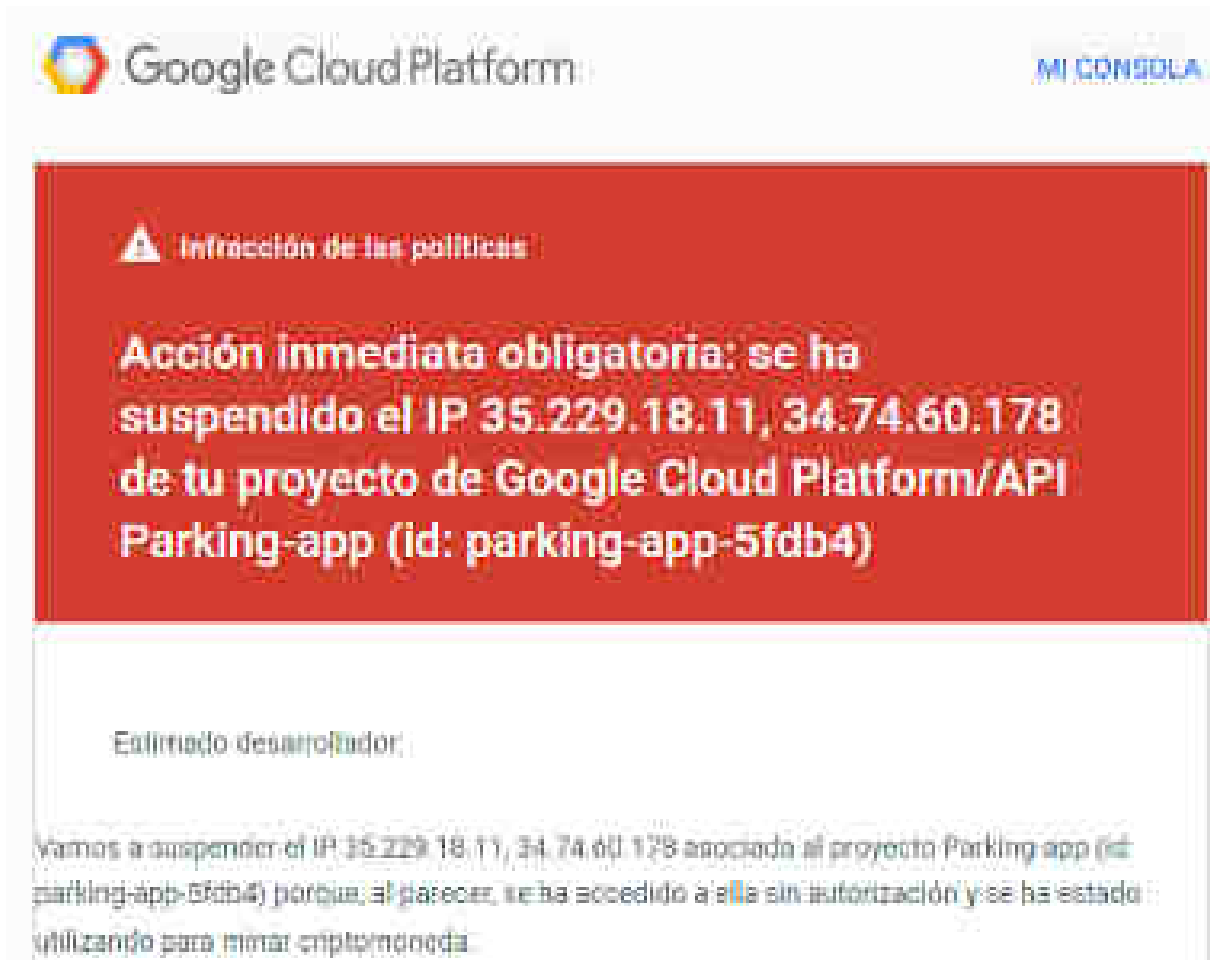 Google Cloud Platform
MI CONSOLA
Infracción de las políticas
Acción inmediata obligatoria: se ha
suspendido el IP 35.229.18.11, 34.74.60.178
de tu proyecto de Google Cloud Platform/API
Parking-app (id: parking-app-5fdb4)
Estimado desarrollador:
Vamos a suspender el IP 35.229.18.11, 34.74.60.178 asociada al proyecto Parking-app (id:
parking-app-5fdb4) porque, al parecer, se ha accedido a ella sin autorización y se ha estado
utilizando para minar criptomoneda.